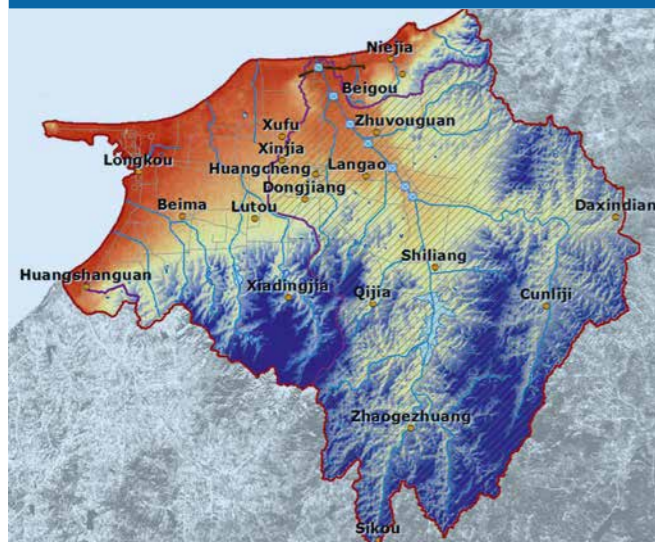 Niejia
Beigou
Zhuvouguan
Xufu
Xinjia
Longkou
Huangcheng
Langao
Dongjiang
Beima
Lutou
Daxindian
Shiliang
Huangshanguan
Xiadingjia
Qijia
Cunliji
Zhaogezhuang
Sikou